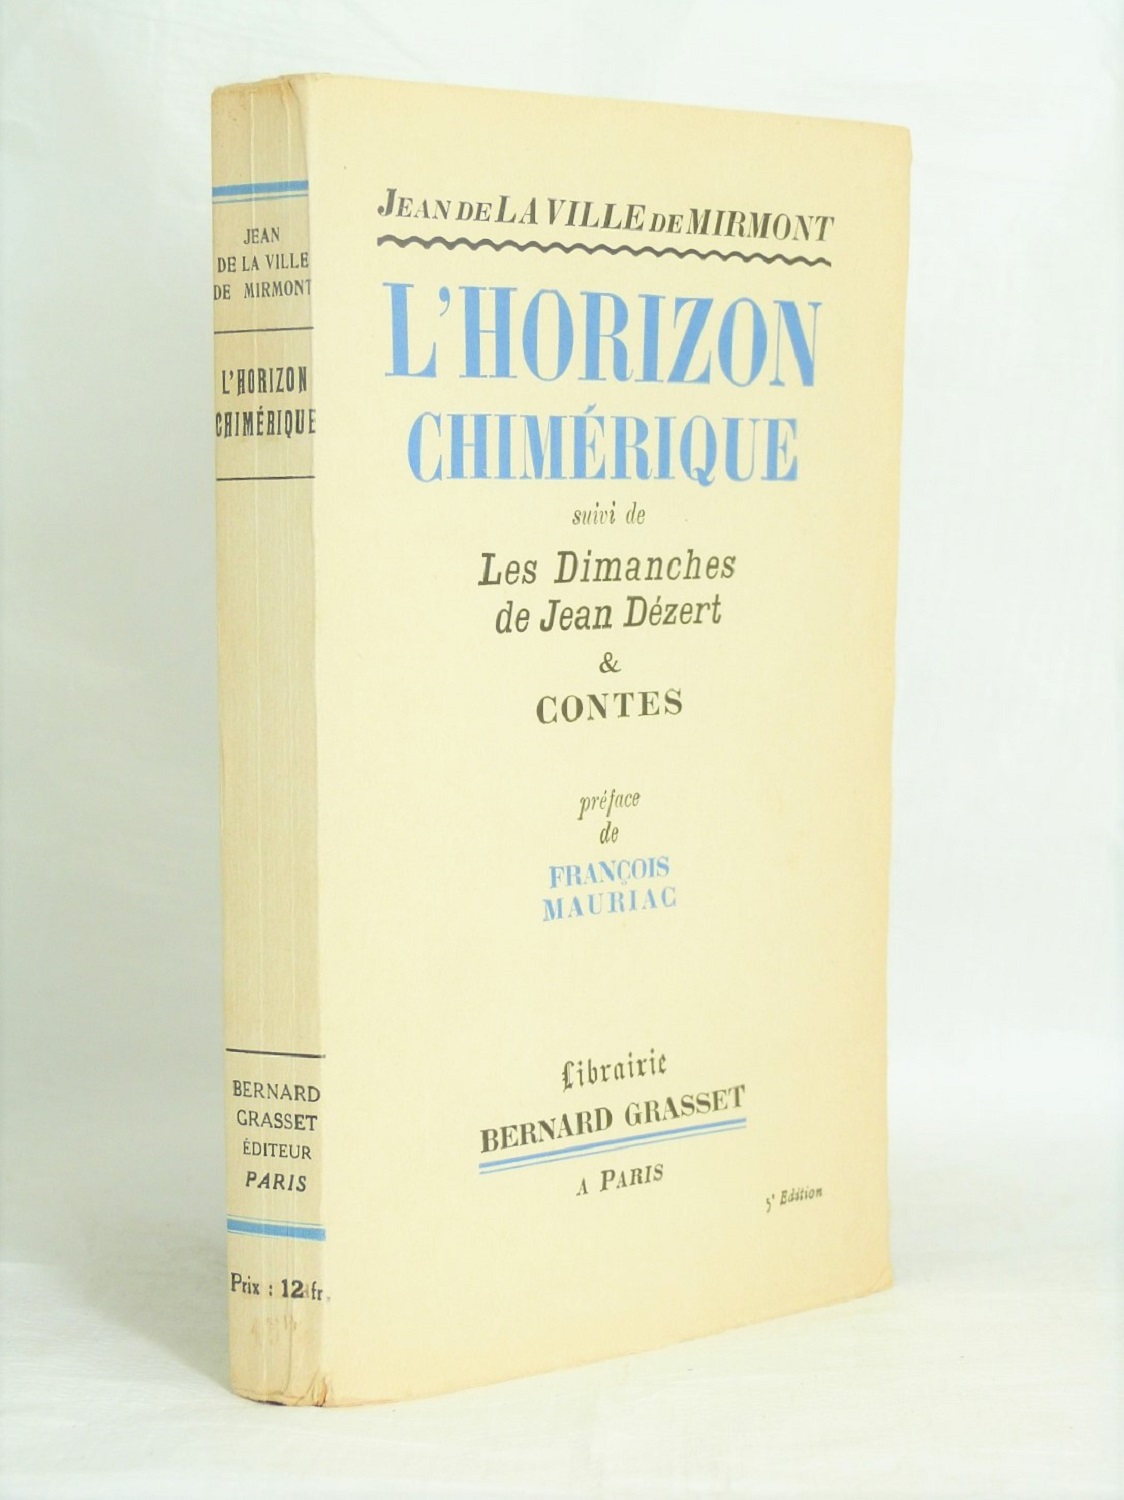 JEAN
DE LA VILLE
DE MIRMONT
L'HORIZON
CHIMÉRIQUE
BERNARD
GRASSET
ÉDITEUR
PARIS
Prix : 12 fr.
JEAN DE LA VILLE DE MIRMONT
L'HORIZON
CHIMÉRIQUE
suivi de
Les Dimanches
de Jean Dézert
&
CONTES
préface
de
FRANÇOIS
MAURIAC
Librairie
BERNARD GRASSET
A PARIS
5e Edition